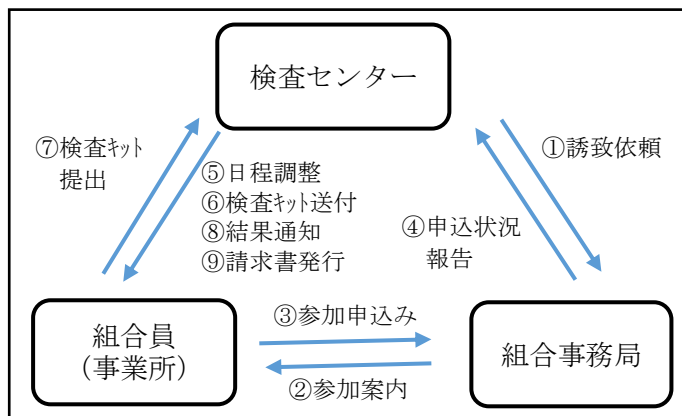 検査センター
⑦検査ｷｯﾄ
提出
①誘致依頼
⑤日程調整
⑥検査ｷｯﾄ送付
⑧結果通知
⑨請求書発行
④申込状況
報告
組合員
（事業所）
③参加申込み
②参加案内
組合事務局